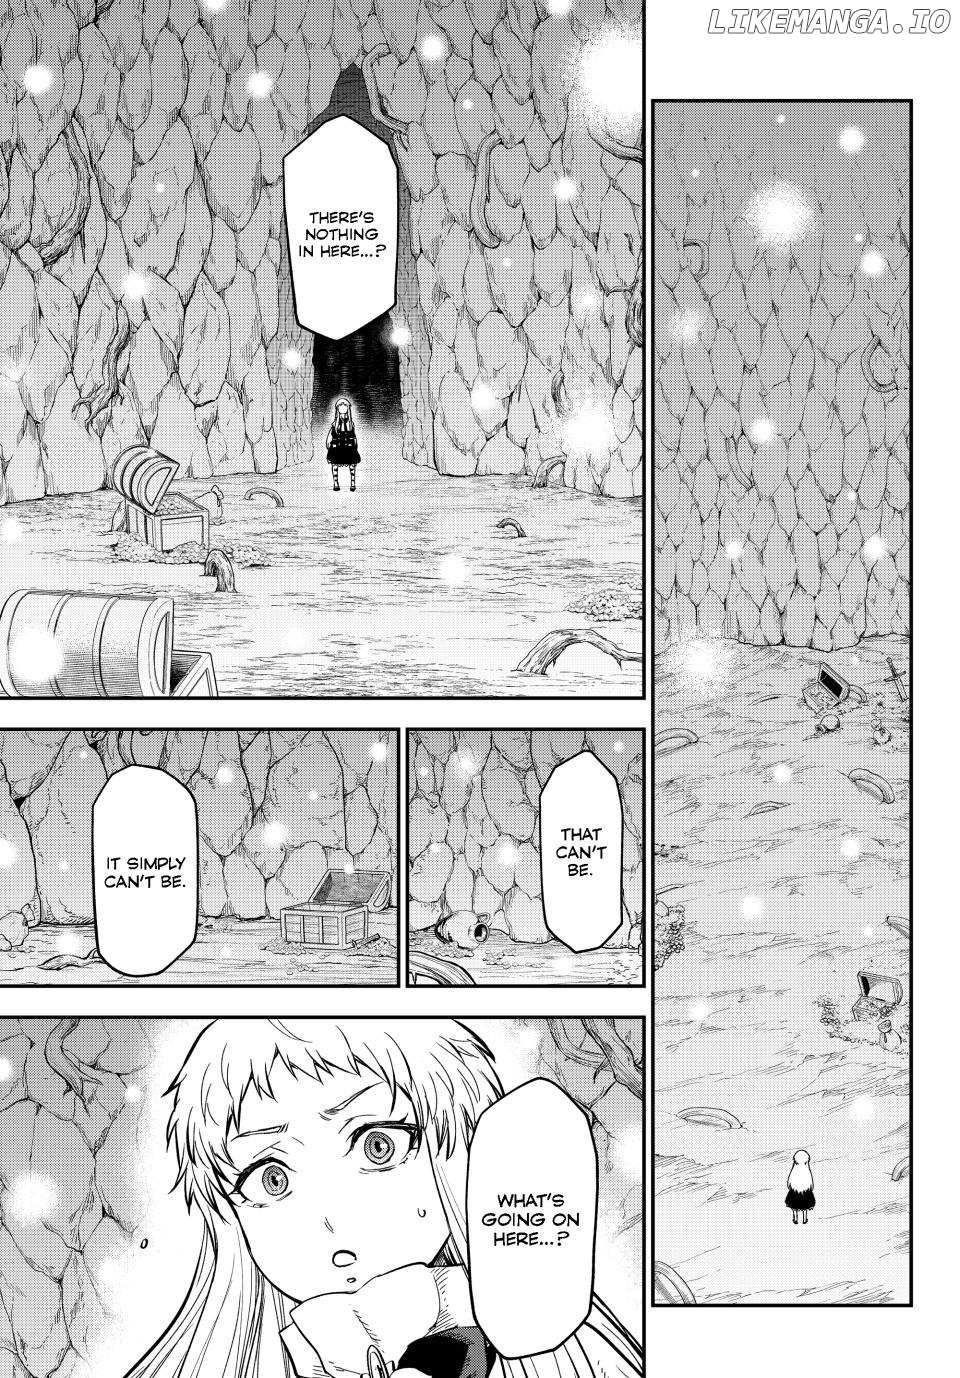 LIKEMANGA.IO
THERE'S
NOTHING
IN HERE...?
THAT
CAN'T
BE.
IT SIMPLY
CAN'T BE.
WHAT'S
GOING ON
HERE...?